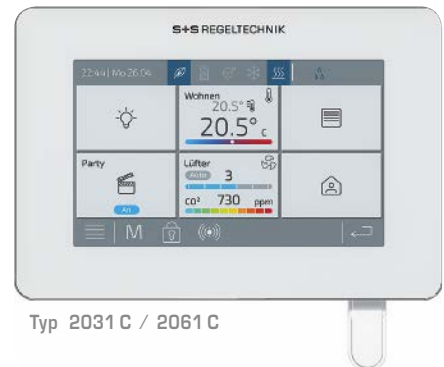 S+S REGELTECHNIK
22:44 | Mo 26.04.
Wohnen
20.5°
20.5° c
Party
An
Lüfter
Auto 3
co² 730 ppm
M
Typ 2031 C / 2061 C